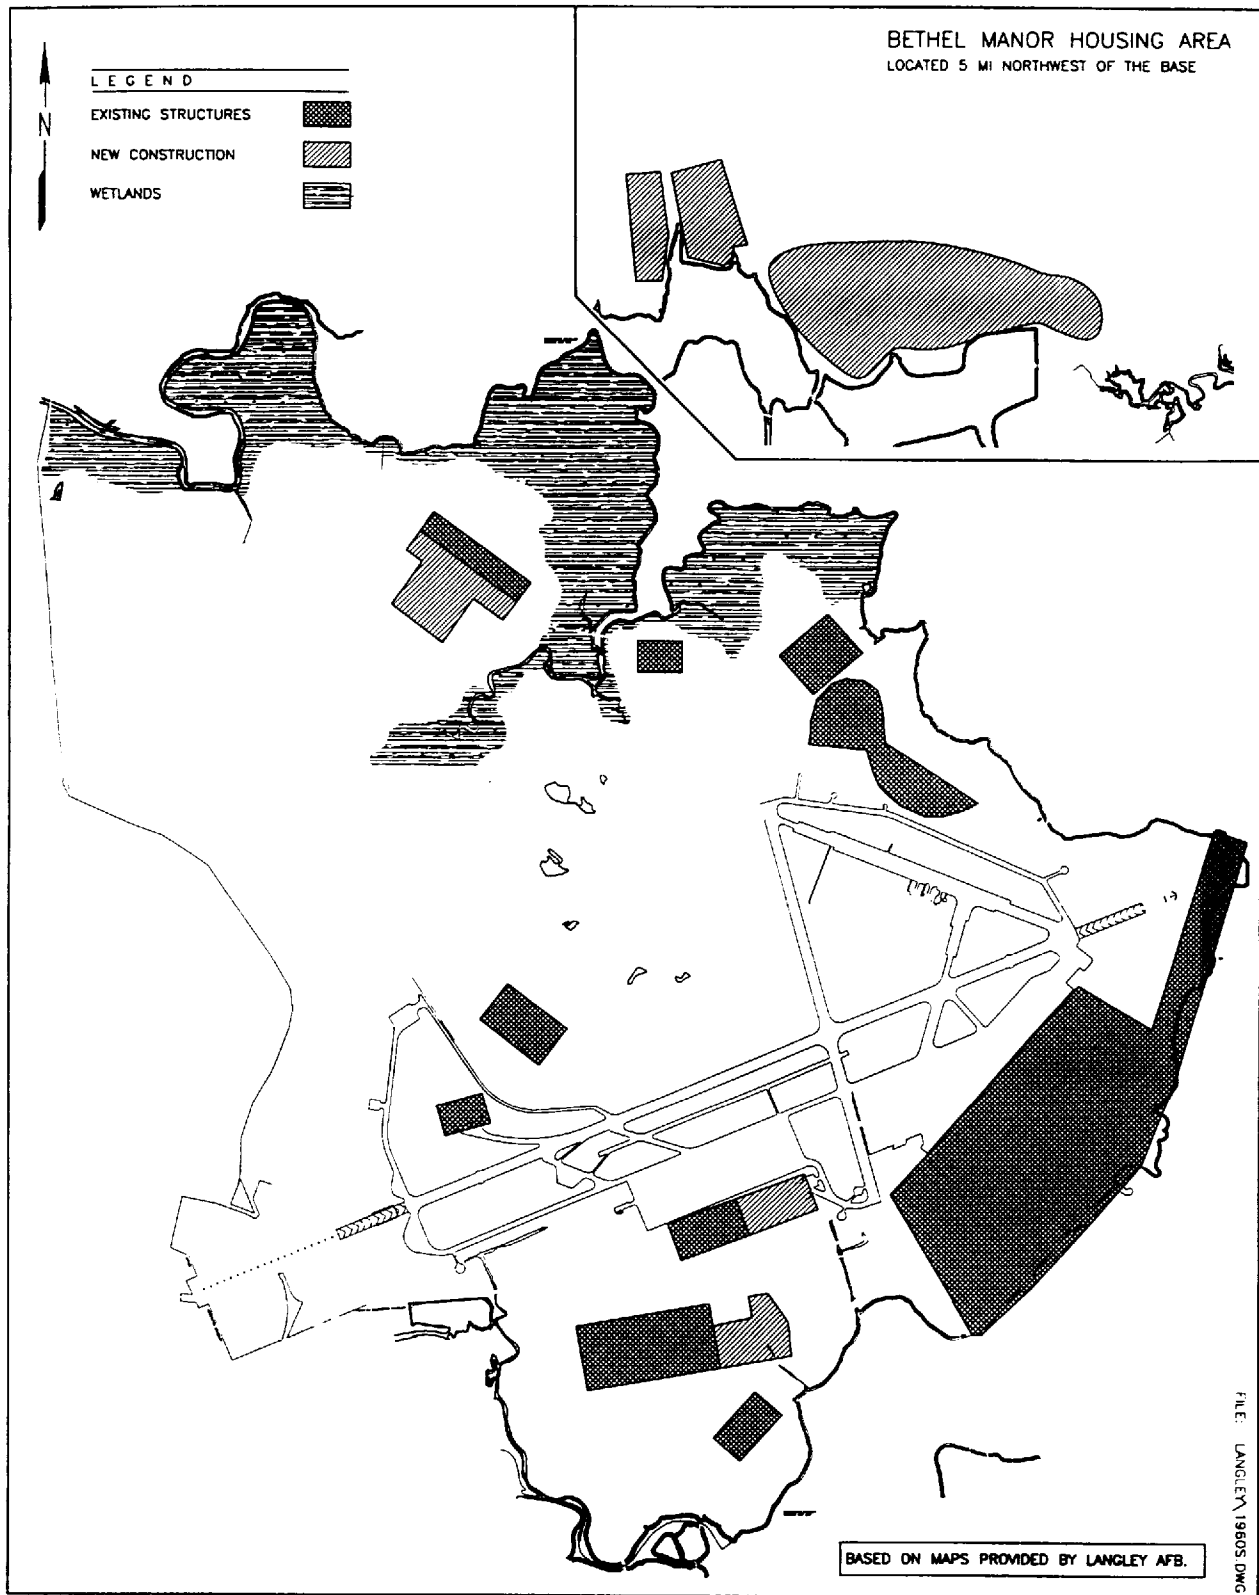 BETHEL MANOR HOUSING AREA
LOCATED 5 MI NORTHWEST OF THE BASE
N
LEGEND
EXISTING STRUCTURES
NEW CONSTRUCTION
WETLANDS
BASED ON MAPS PROVIDED BY LANGLEY AFB.
FILE: LANGLEY\1960S.DWG